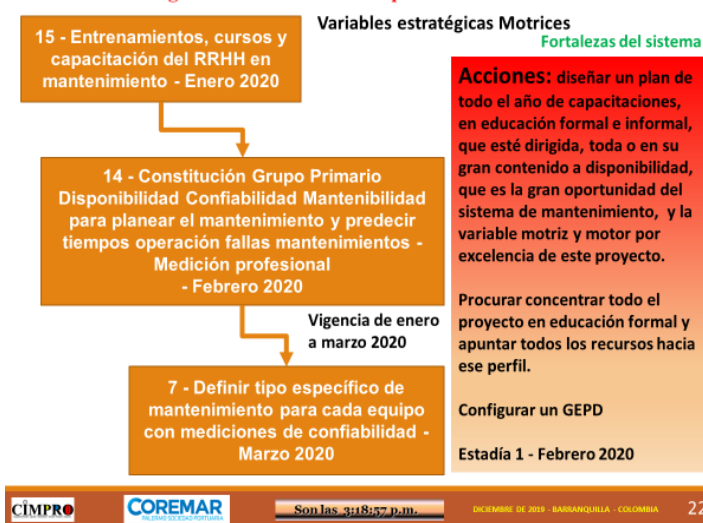 Variables estratégicas Motrices
Fortalezas del sistema
15 - Entrenamientos, cursos y
capacitación del RRHH en
mantenimiento - Enero 2020
14 - Constitución Grupo Primario
Disponibilidad Confiabilidad Mantenibilidad
para planear el mantenimiento y predecir
tiempos operación fallas mantenimientos -
Medición profesional
- Febrero 2020
Vigencia de enero
a marzo 2020
7 - Definir tipo específico de
mantenimiento para cada equipo
con mediciones de confiabilidad -
Marzo 2020
Acciones: diseñar un plan de
todo el año de capacitaciones,
en educación formal e informal,
que esté dirigida, toda o en su
gran contenido a disponibilidad,
que es la gran oportunidad del
sistema de mantenimiento, y la
variable motriz y motor por
excelencia de este proyecto.
Procurar concentrar todo el
proyecto en educación formal y
apuntar todos los recursos hacia
ese perfil.
Configurar un GEPD
Estadía 1 - Febrero 2020
CIMPRO
COREMAR
PALERMO SOCIEDAD PORTUARIA
Son las 3:18:57 p.m.
DICIEMBRE DE 2019 - BARRANQUILLA - COLOMBIA
22